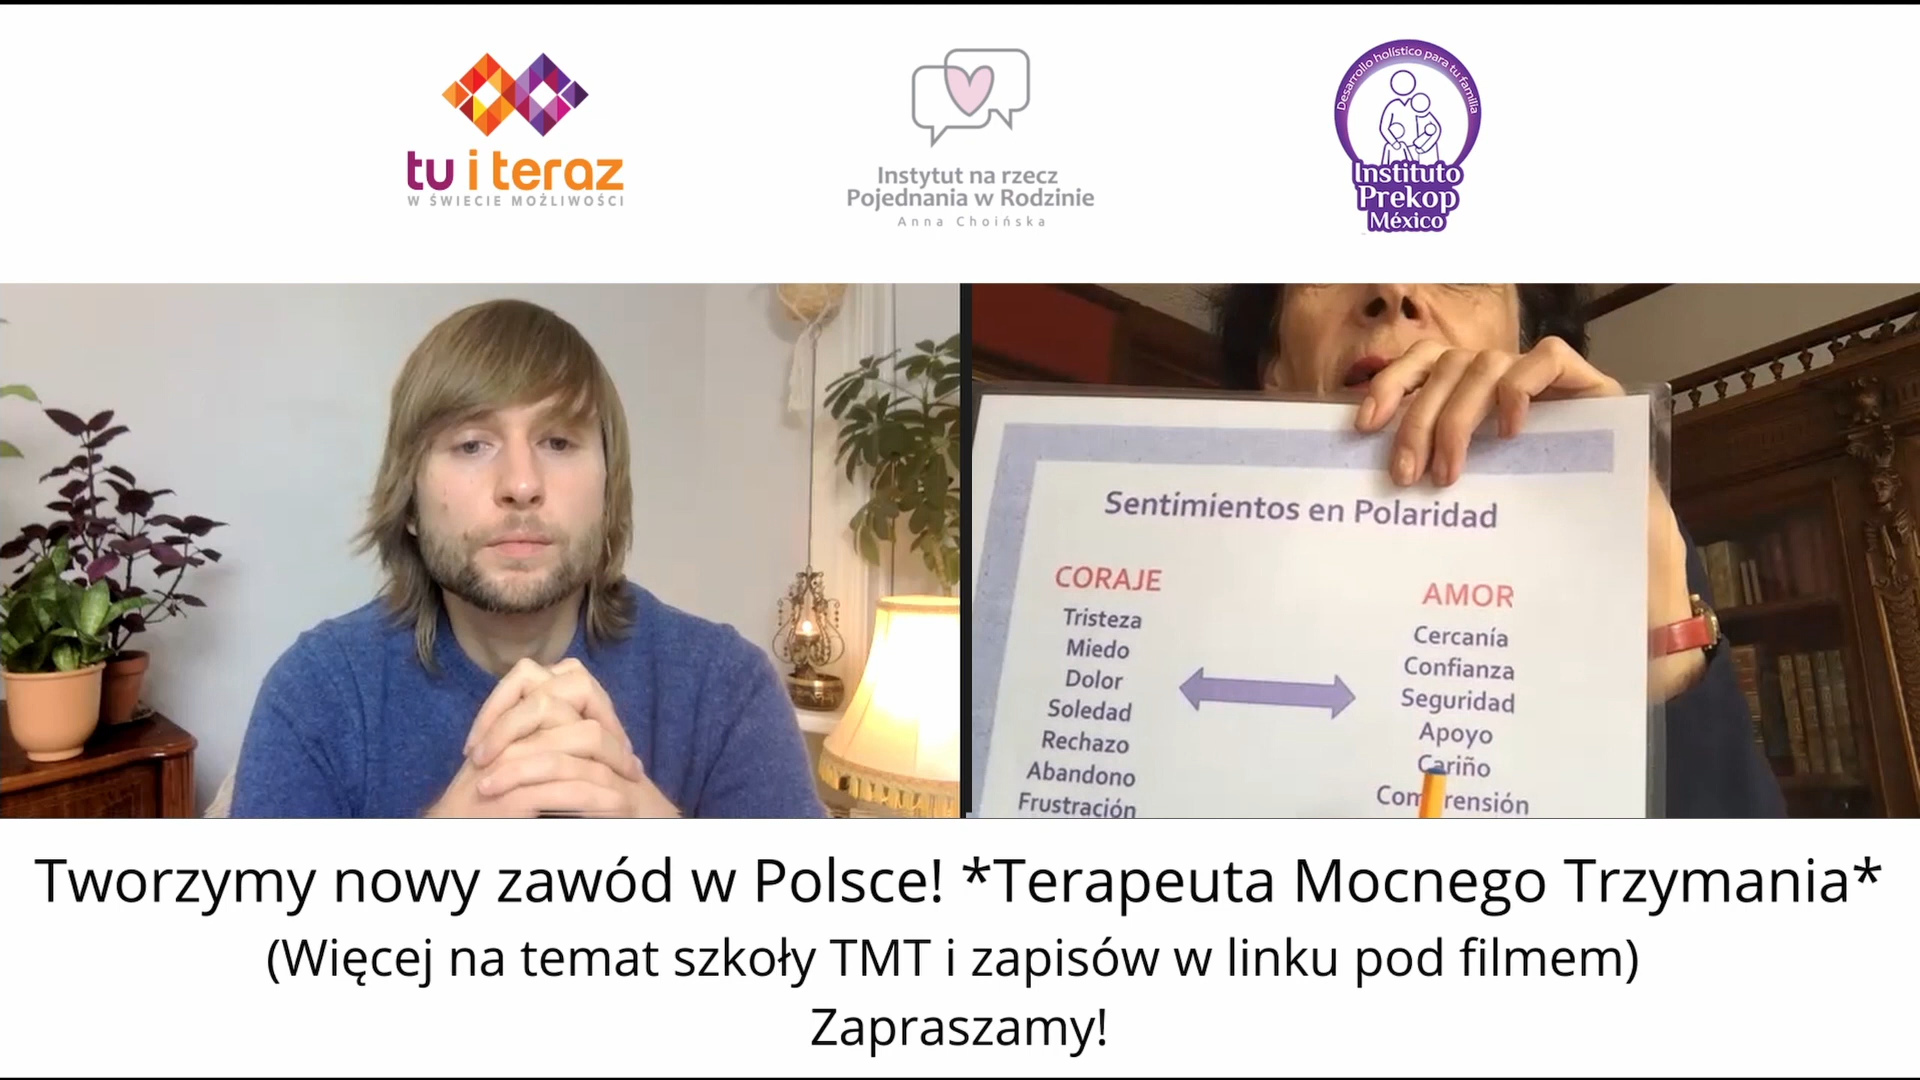 tu i teraz
W ŚWIECIE MOŻLIWOŚCI
Instytut na rzecz
Pojednania w Rodzinie
Anna Choińska
Desarrollo holístico para tu familia
Instituto
Prekop
México
Sentimientos en Polaridad
CORAJE
Tristeza
Miedo
Dolor
Soledad
Rechazo
Abandono
Frustración
AMOR
Cercanía
Confianza
Seguridad
Apoyo
Cariño
Tworzymy nowy zawód w Polsce! *Terapeuta Mocnego Trzymania*
(Więcej na temat szkoły TMT i zapisów w linku pod filmem)
Zapraszamy!